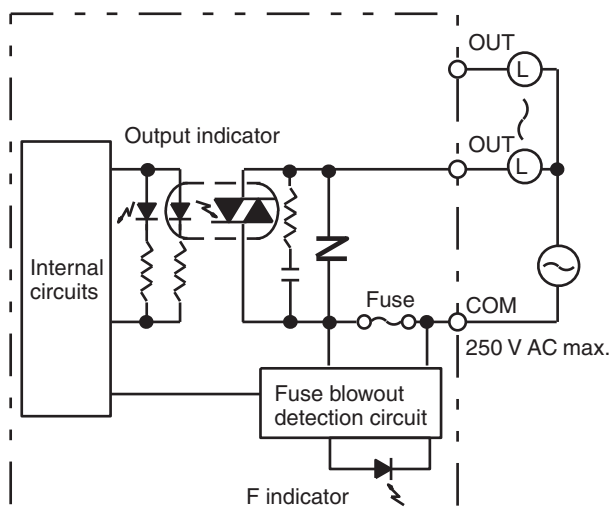 OUT
L
OUT
L
Output indicator
Internal
circuits
Fuse
COM
250 V AC max.
Fuse blowout
detection circuit
F indicator